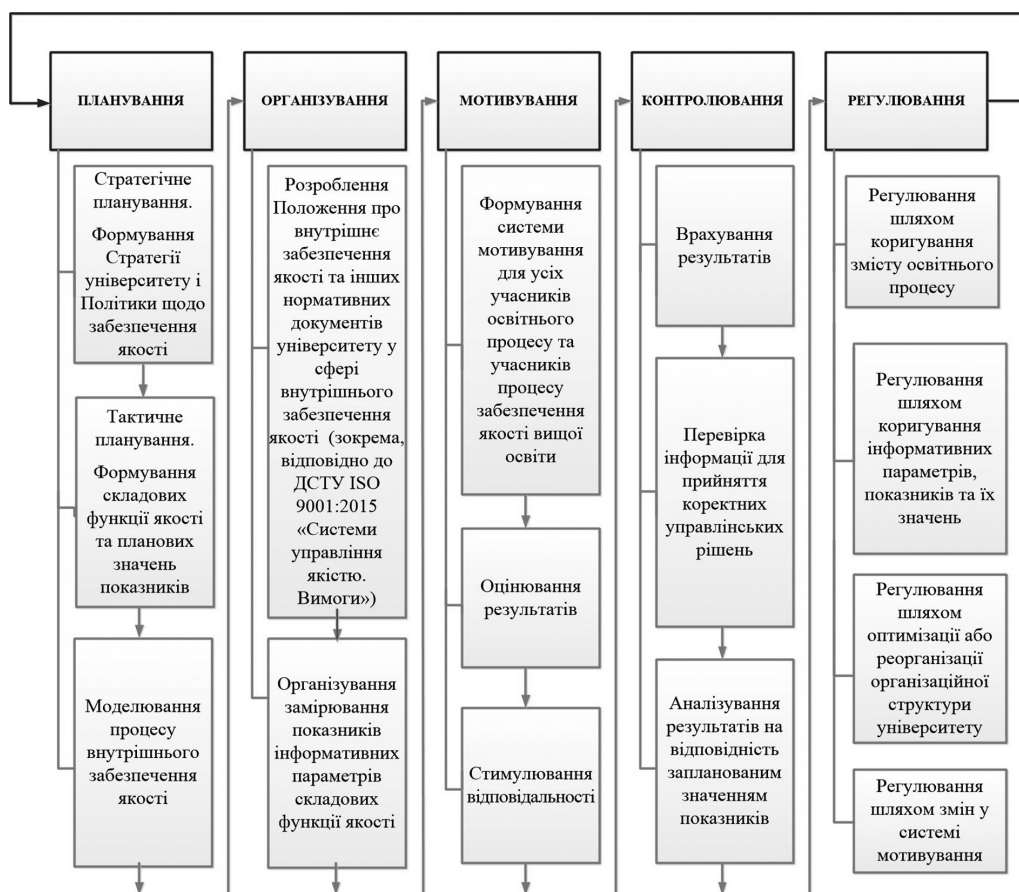 ПЛАНУВАННЯ
Стратегічне
планування.
Формування
Стратегії
університету і
Політики щодо
забезпечення
якості
Тактичне
планування.
Формування
складових
функції якості
та планових
значень
показників
Моделювання
процесу
внутрішнього
забезпечення
якості
ОРГАНІЗУВАННЯ
Розроблення
Положення про
внутрішнє
забезпечення
якості та інших
нормативних
документів
університету у
сфері
внутрішнього
забезпечення
якості (зокрема,
відповідно до
ДСТУ ISO
9001:2015
«Системи
управління
якістю.
Вимоги»)
Організування
замірювання
показників
інформативних
параметрів
складових
функції якості
МОТИВУВАННЯ
Формування
системи
мотивування
для усіх
учасників
освітнього
процесу та
учасників
процесу
забезпечення
якості вищої
освіти
Оцінювання
результатів
Стимулювання
відповідальності
КОНТРОЛЮВАННЯ
Врахування
результатів
Перевірка
інформації для
прийняття
коректних
управлінських
рішень
Аналізування
результатів на
відповідність
запланованим
значенням
показників
РЕГУЛЮВАННЯ
Регулювання
шляхом
коригування
змісту освітнього
процесу
Регулювання
шляхом
коригування
інформативних
параметрів,
показників та їх
значень
Регулювання
шляхом
оптимізації або
реорганізації
організаційної
структури
університету
Регулювання
шляхом змін у
системі
мотивування